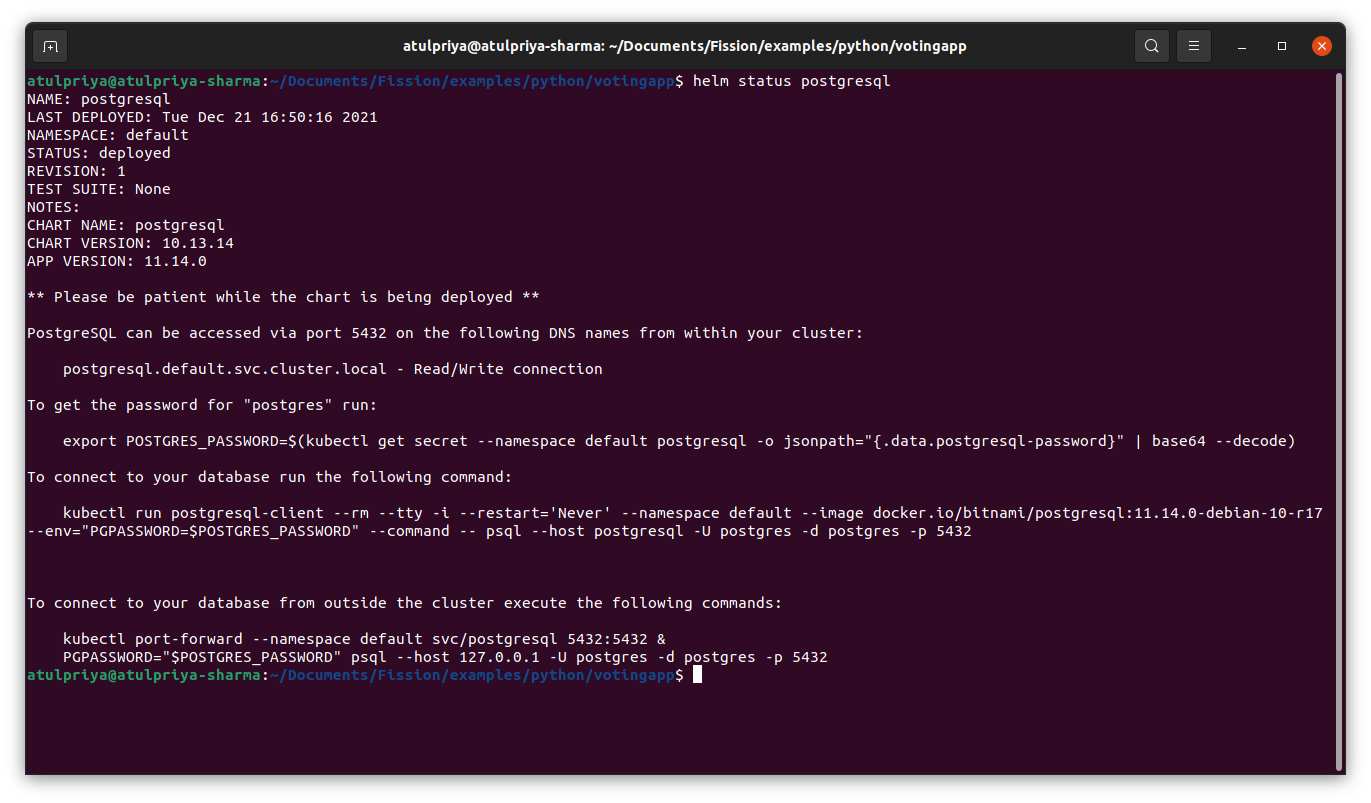 atulpriya@atulpriya-sharma: ~/Documents/Fission/examples/python/votingapp
atulpriya@atulpriya-sharma:~/Documents/Fission/examples/python/votingapp$ helm status postgresql
NAME: postgresql
LAST DEPLOYED: Tue Dec 21 16:50:16 2021
NAMESPACE: default
STATUS: deployed
REVISION: 1
TEST SUITE: None
NOTES:
CHART NAME: postgresql
CHART VERSION: 10.13.14
APP VERSION: 11.14.0
** Please be patient while the chart is being deployed **
PostgreSQL can be accessed via port 5432 on the following DNS names from within your cluster:
    postgresql.default.svc.cluster.local - Read/Write connection
To get the password for "postgres" run:
    export POSTGRES_PASSWORD=$(kubectl get secret --namespace default postgresql -o jsonpath="{.data.postgresql-password}" | base64 --decode)
To connect to your database run the following command:
    kubectl run postgresql-client --rm --tty -i --restart='Never' --namespace default --image docker.io/bitnami/postgresql:11.14.0-debian-10-r17
--env="PGPASSWORD=$POSTGRES_PASSWORD" --command -- psql --host postgresql -U postgres -d postgres -p 5432
To connect to your database from outside the cluster execute the following commands:
    kubectl port-forward --namespace default svc/postgresql 5432:5432 &
    PGPASSWORD="$POSTGRES_PASSWORD" psql --host 127.0.0.1 -U postgres -d postgres -p 5432
atulpriya@atulpriya-sharma:~/Documents/Fission/examples/python/votingapp$